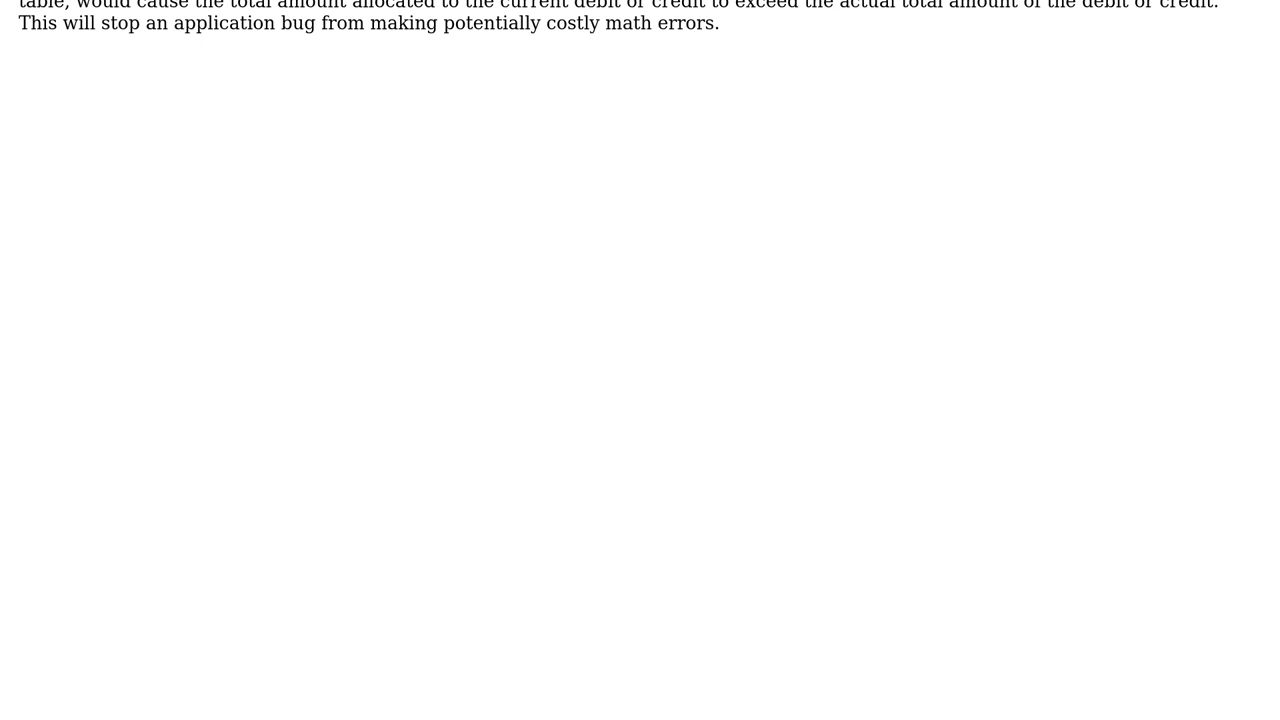 table, would cause the total amount allocated to the current debit or credit to exceed the actual total amount of the debit or credit.
This will stop an application bug from making potentially costly math errors.